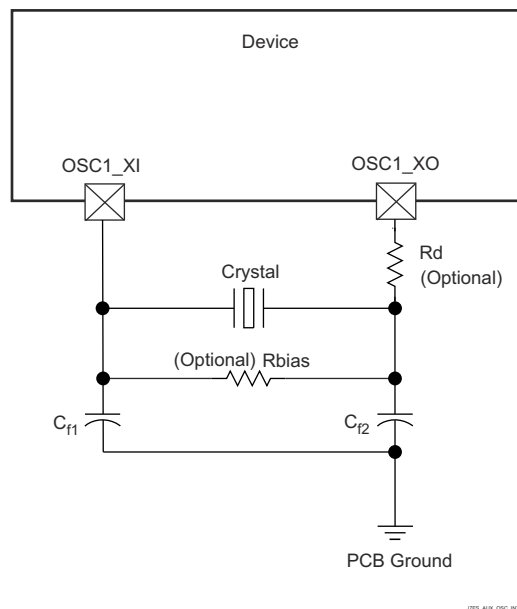 Device
OSC1_XI
OSC1_XO
Rd
(Optional)
Crystal
(Optional) Rbias
Cf1
Cf2
PCB Ground